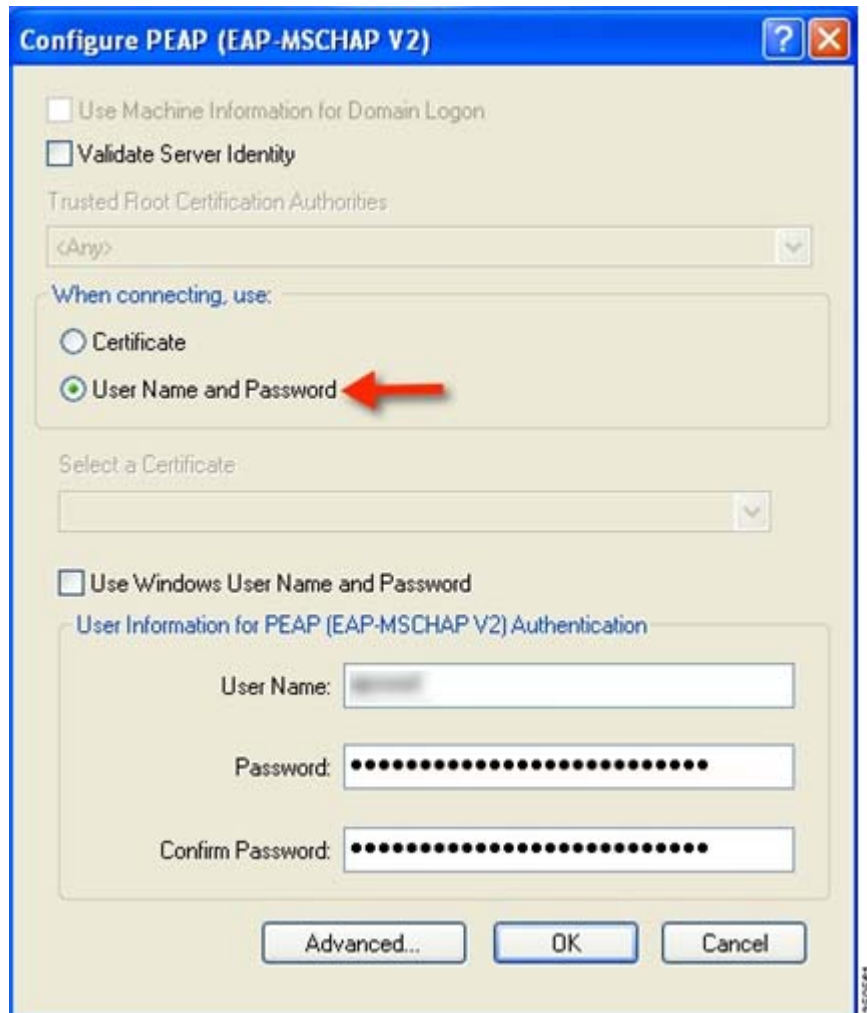 Configure PEAP (EAP-MSCHAP V2)
Use Machine Information for Domain Logon
Validate Server Identity
Trusted Root Certification Authorities
<Any>
When connecting, use:
Certificate
User Name and Password
Select a Certificate
Use Windows User Name and Password
User Information for PEAP (EAP-MSCHAP V2) Authentication
User Name:
Password: ••••••••••••••••••••••••••
Confirm Password: ••••••••••••••••••••••••••
Advanced... OK Cancel